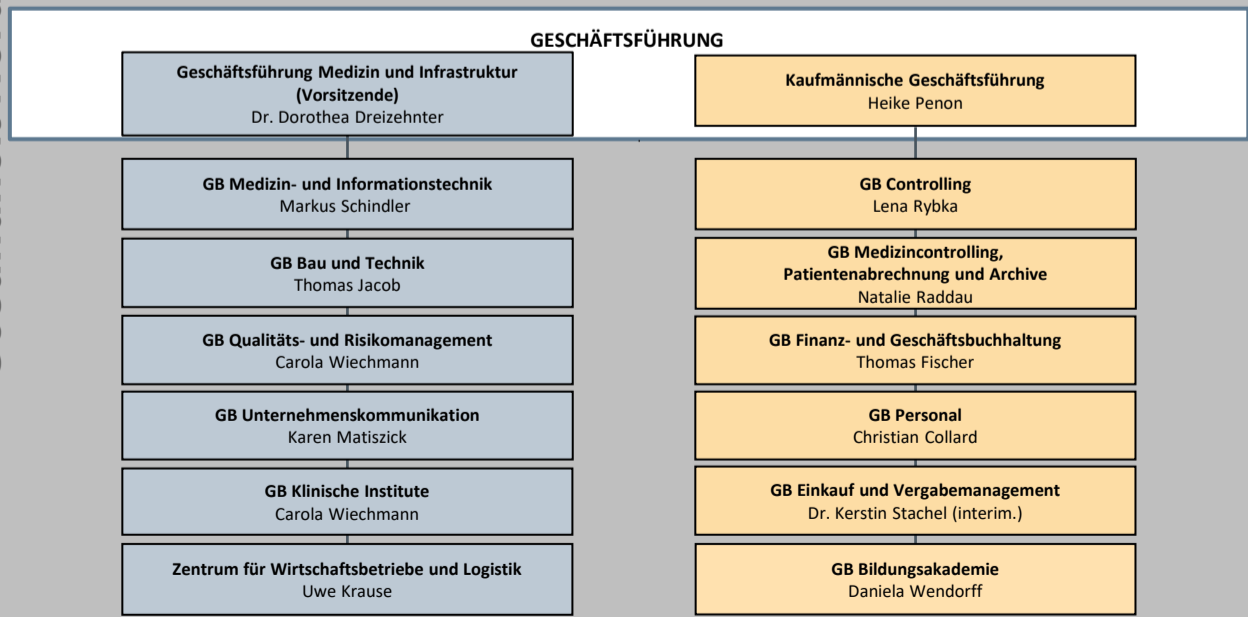 GESCHÄFTSFÜHRUNG
Geschäftsführung Medizin und Infrastruktur
(Vorsitzende)
Dr. Dorothea Dreizehnter
GB Medizin- und Informationstechnik
Markus Schindler
GB Bau und Technik
Thomas Jacob
GB Qualitäts- und Risikomanagement
Carola Wiechmann
GB Unternehmenskommunikation
Karen Matiszick
GB Klinische Institute
Carola Wiechmann
Zentrum für Wirtschaftsbetriebe und Logistik
Uwe Krause
Kaufmännische Geschäftsführung
Heike Penon
GB Controlling
Lena Rybka
GB Medizincontrolling,
Patientenabrechnung und Archive
Natalie Raddau
GB Finanz- und Geschäftsbuchhaltung
Thomas Fischer
GB Personal
Christian Collard
GB Einkauf und Vergabemanagement
Dr. Kerstin Stachel (interim.)
GB Bildungsakademie
Daniela Wendorff